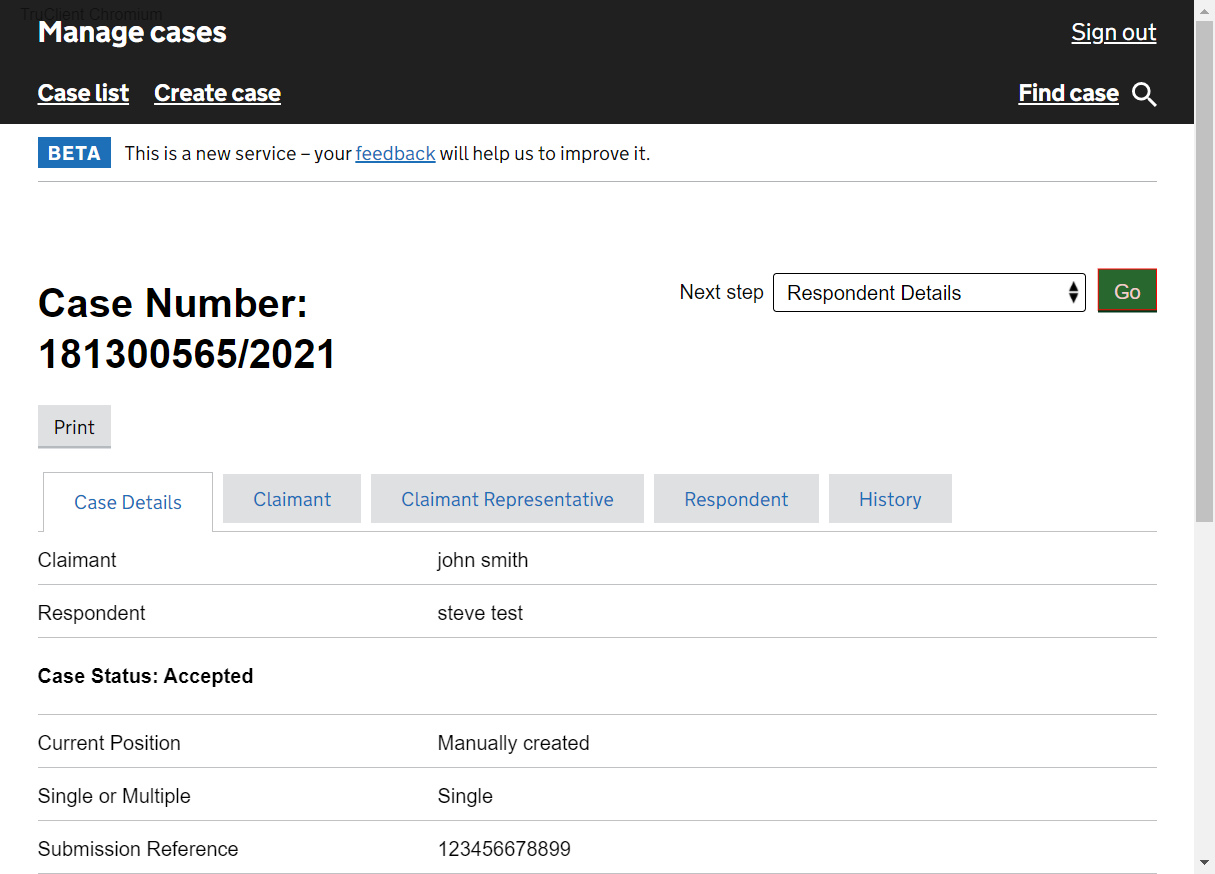 TruClient Chromium
Manage cases
Sign out
Case list Create case
Find case
BETA This is a new service – your feedback will help us to improve it.
Case Number:
181300565/2021
Next step Respondent Details Go
Print
Case Details Claimant Claimant Representative Respondent History
Claimant john smith
Respondent steve test
Case Status: Accepted
Current Position Manually created
Single or Multiple Single
Submission Reference 123456678899